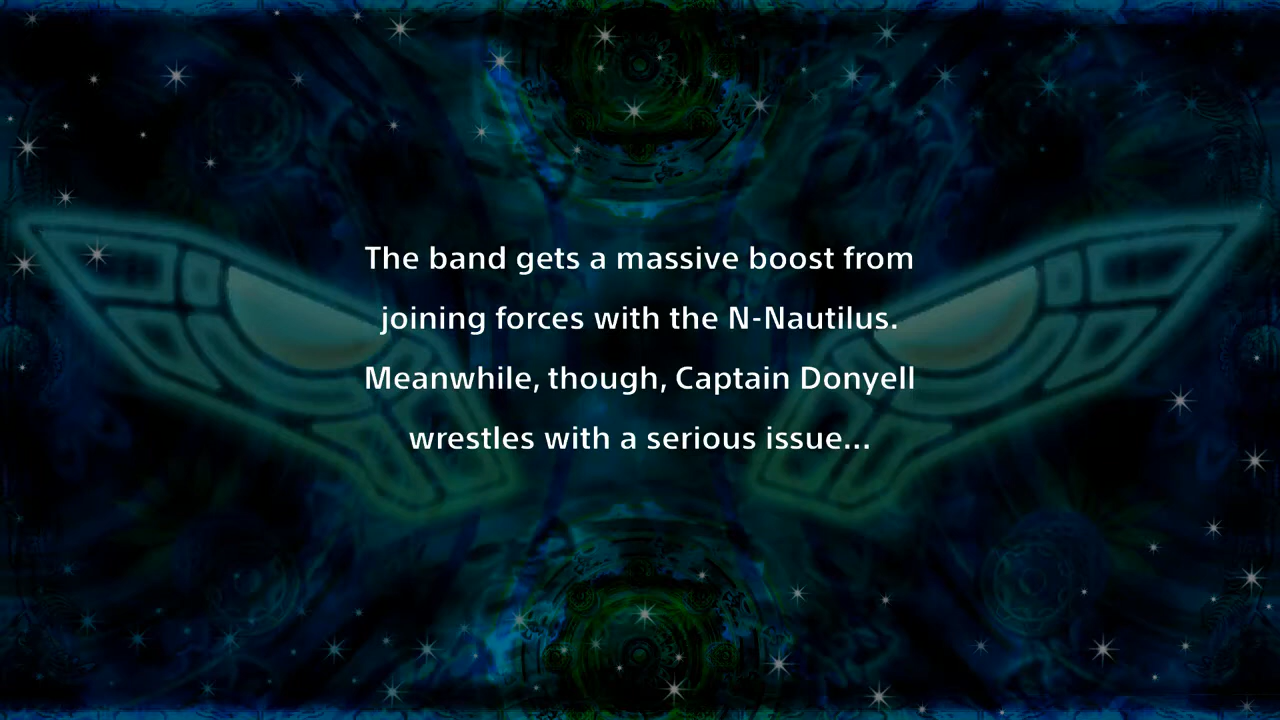 The band gets a massive boost from
joining forces with the N-Nautilus.
Meanwhile, though, Captain Donyell
wrestles with a serious issue...